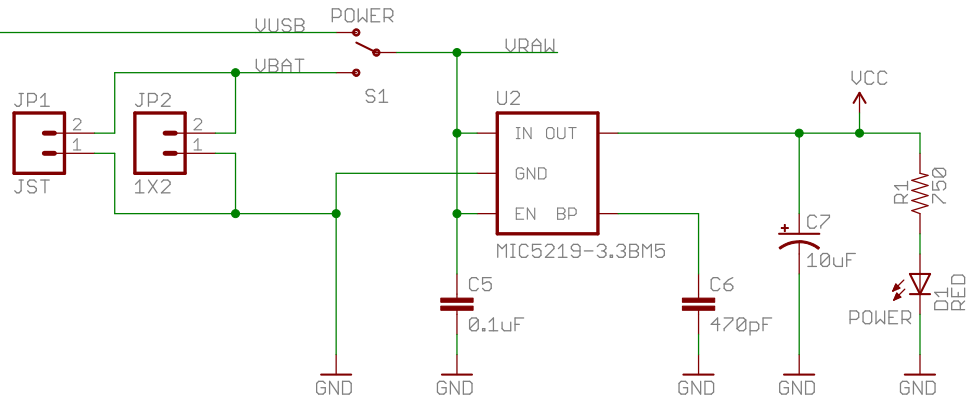 POWER
VUSB
VRAW
VBAT
S1
VCC
JP1
JP2
U2
2
1
2
1
IN OUT
GND
EN BP
JST
1X2
MIC5219-3.3BM5
R1
750
C7
10uF
C5
0.1uF
C6
470pF
D1
RED
POWER
GND
GND
GND
GND
GND